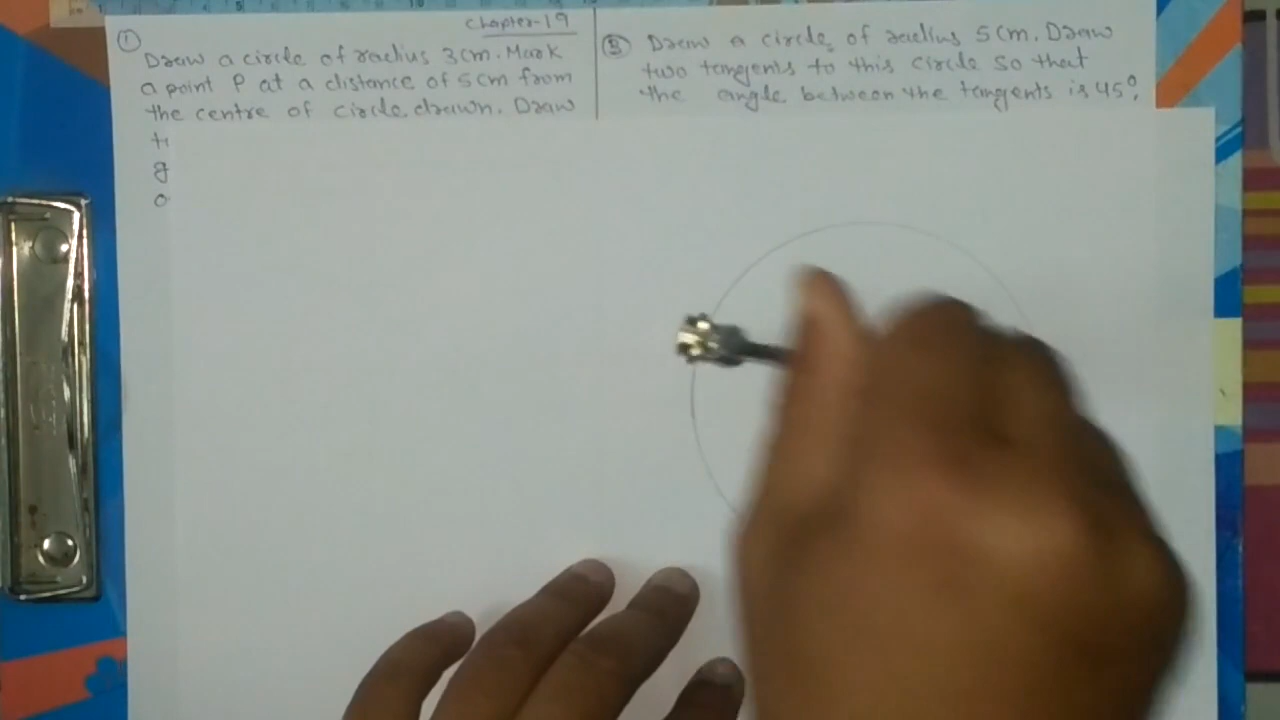 Chapter-19
①
Draw a circle of radius 3cm. Mark
a point P at a distance of 5cm from
the centre of circle drawn. Draw
③ Draw a circle, of radius 5cm. Draw
two tangents to this circle so that
the angle between the tangents is 45°.